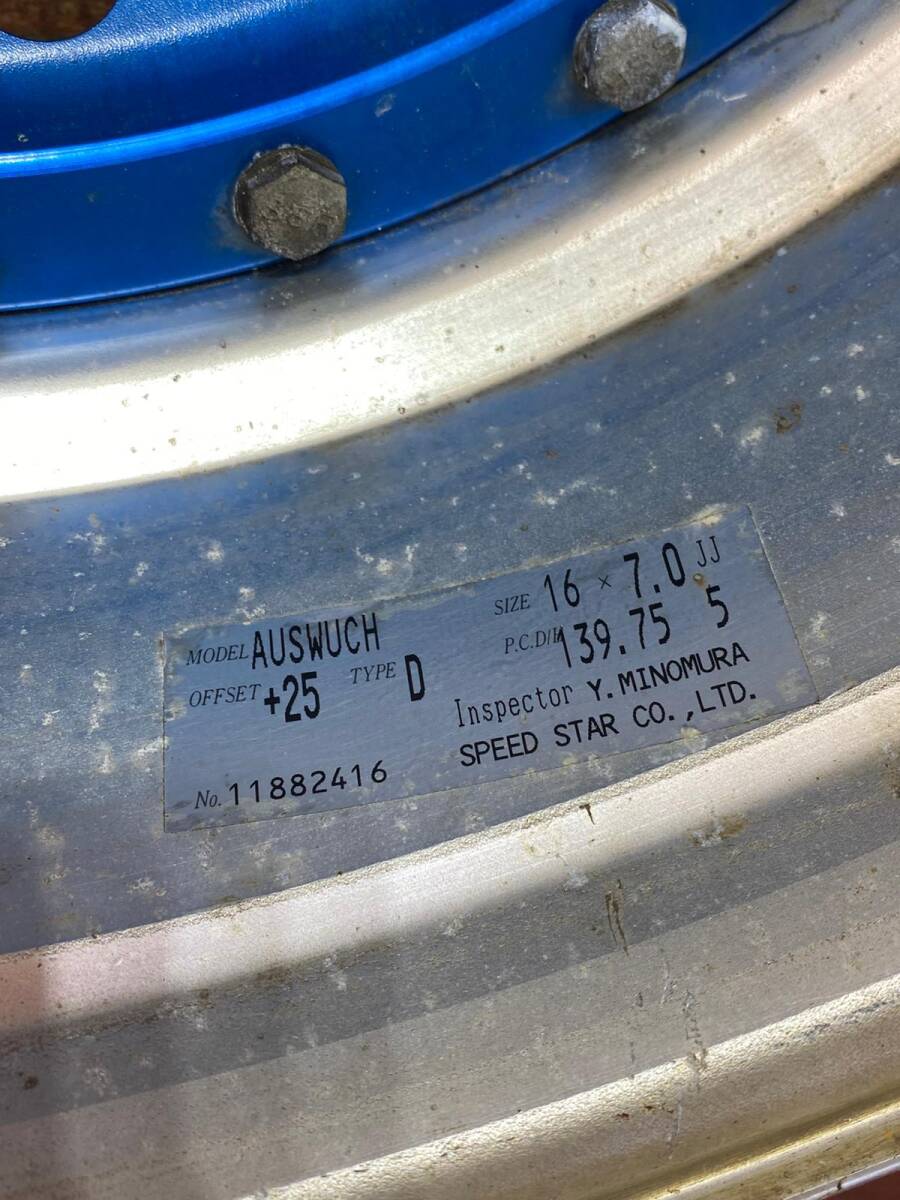 MODEL AUSWUCH SIZE 16 × 7.0 JJ
OFFSET +25 TYPE D P.C.D/H 139.75 5
Inspector Y. MINOMURA
No. 11882416 SPEED STAR CO., LTD.